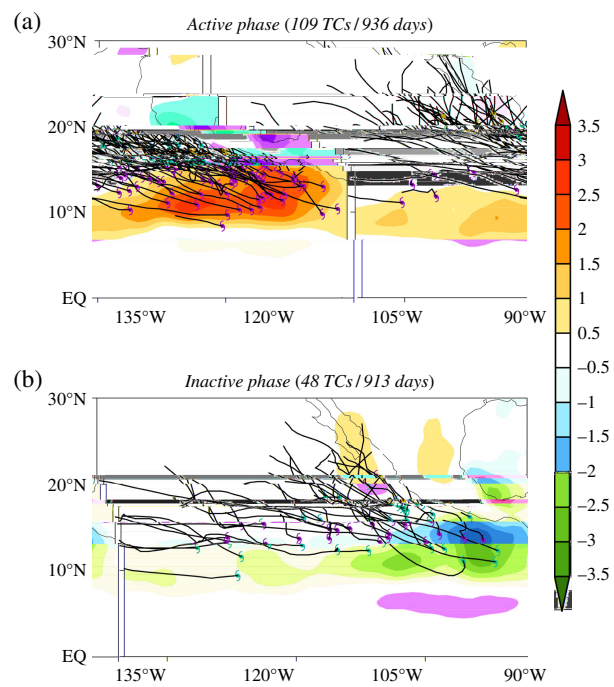 (a)
Active phase (109 TCs / 936 days)
30°N
20°N
10°N
EQ
135°W 120°W 105°W 90°W
(b)
Inactive phase (48 TCs / 913 days)
30°N
20°N
10°N
EQ
135°W 120°W 105°W 90°W
3.5
3
2.5
2
1.5
1
0.5
−0.5
−1
−1.5
−2
−2.5
−3
−3.5